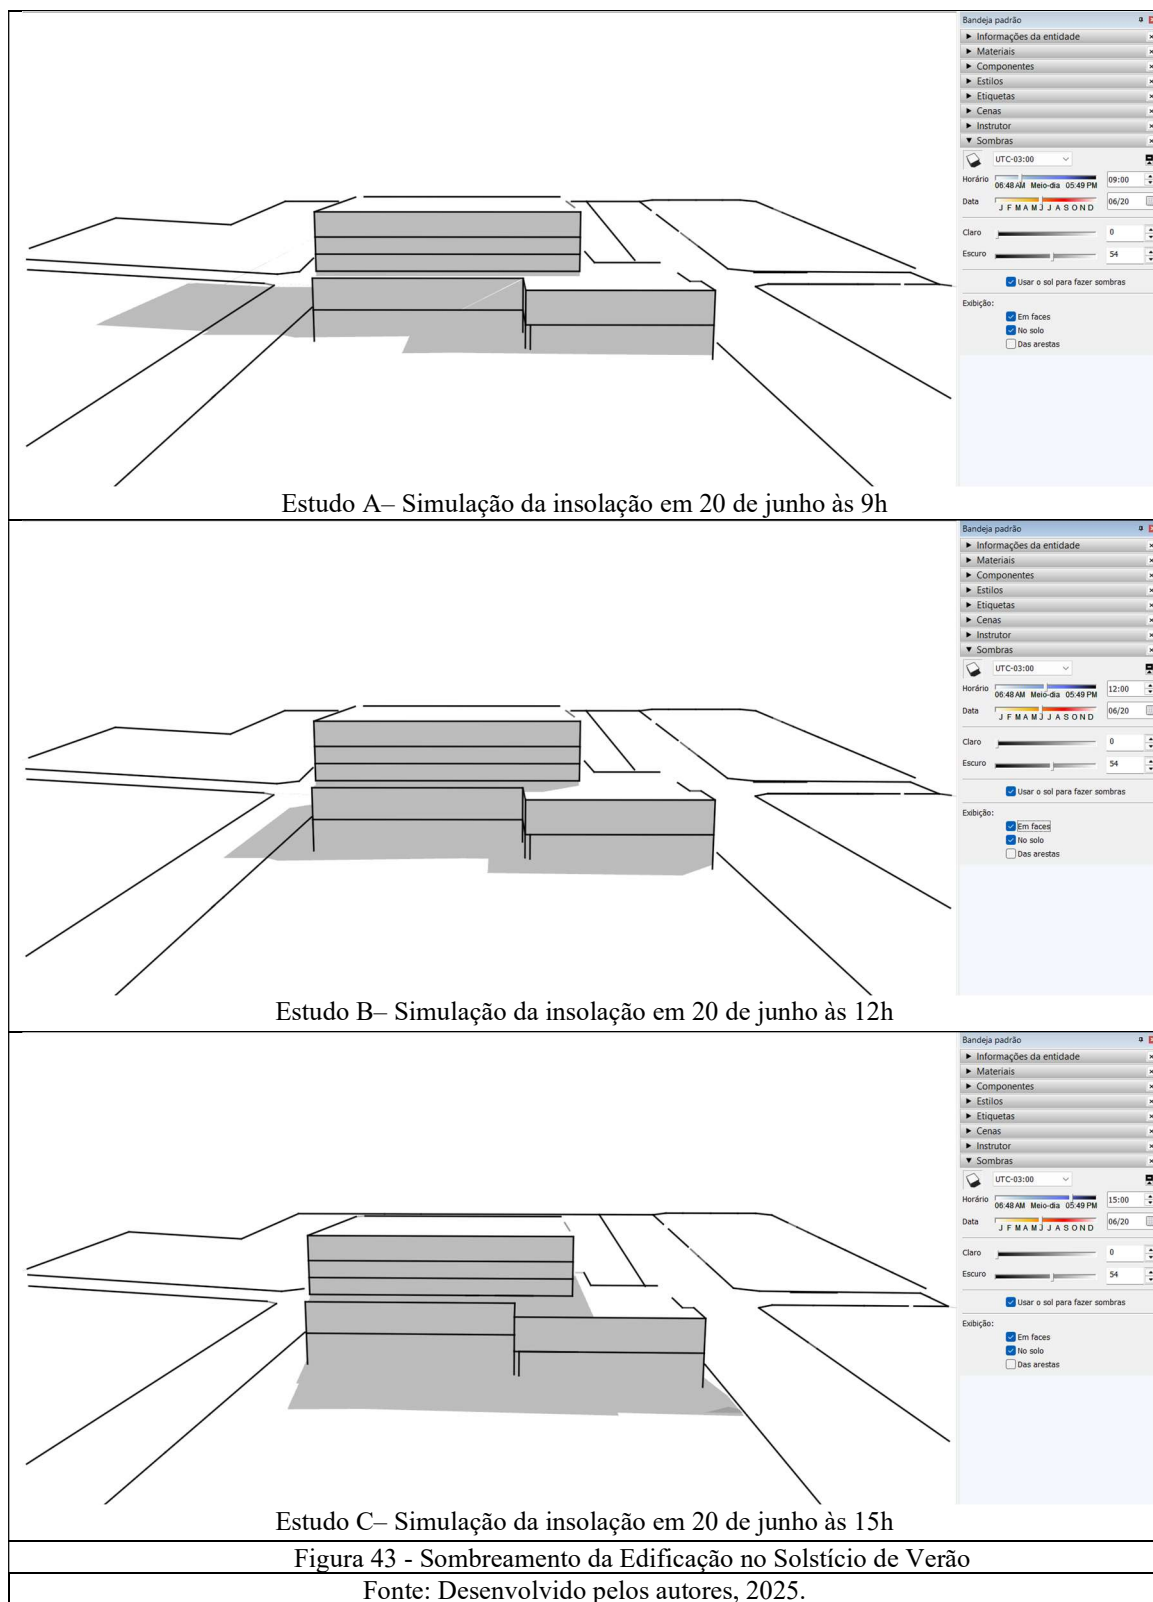 Bandeja padrão
▶ Informações da entidade
▶ Materiais
▶ Componentes
▶ Estilos
▶ Etiquetas
▶ Cenas
▶ Instrutor
▼ Sombras
UTC-03:00
Horário 09:00
06:48 AM Meio-dia 05:49 PM
Data 06/20
J F M A M J J A S O N D
Claro 0
Escuro 54
Usar o sol para fazer sombras
Exibição:
Em faces
No solo
Das arestas
Estudo A– Simulação da insolação em 20 de junho às 9h
Bandeja padrão
▶ Informações da entidade
▶ Materiais
▶ Componentes
▶ Estilos
▶ Etiquetas
▶ Cenas
▶ Instrutor
▼ Sombras
UTC-03:00
Horário 12:00
06:48 AM Meio-dia 05:49 PM
Data 06/20
J F M A M J J A S O N D
Claro 0
Escuro 54
Usar o sol para fazer sombras
Exibição:
Em faces
No solo
Das arestas
Estudo B– Simulação da insolação em 20 de junho às 12h
Bandeja padrão
▶ Informações da entidade
▶ Materiais
▶ Componentes
▶ Estilos
▶ Etiquetas
▶ Cenas
▶ Instrutor
▼ Sombras
UTC-03:00
Horário 15:00
06:48 AM Meio-dia 05:49 PM
Data 06/20
J F M A M J J A S O N D
Claro 0
Escuro 54
Usar o sol para fazer sombras
Exibição:
Em faces
No solo
Das arestas
Estudo C– Simulação da insolação em 20 de junho às 15h
Figura 43 - Sombreamento da Edificação no Solstício de Verão
Fonte: Desenvolvido pelos autores, 2025.